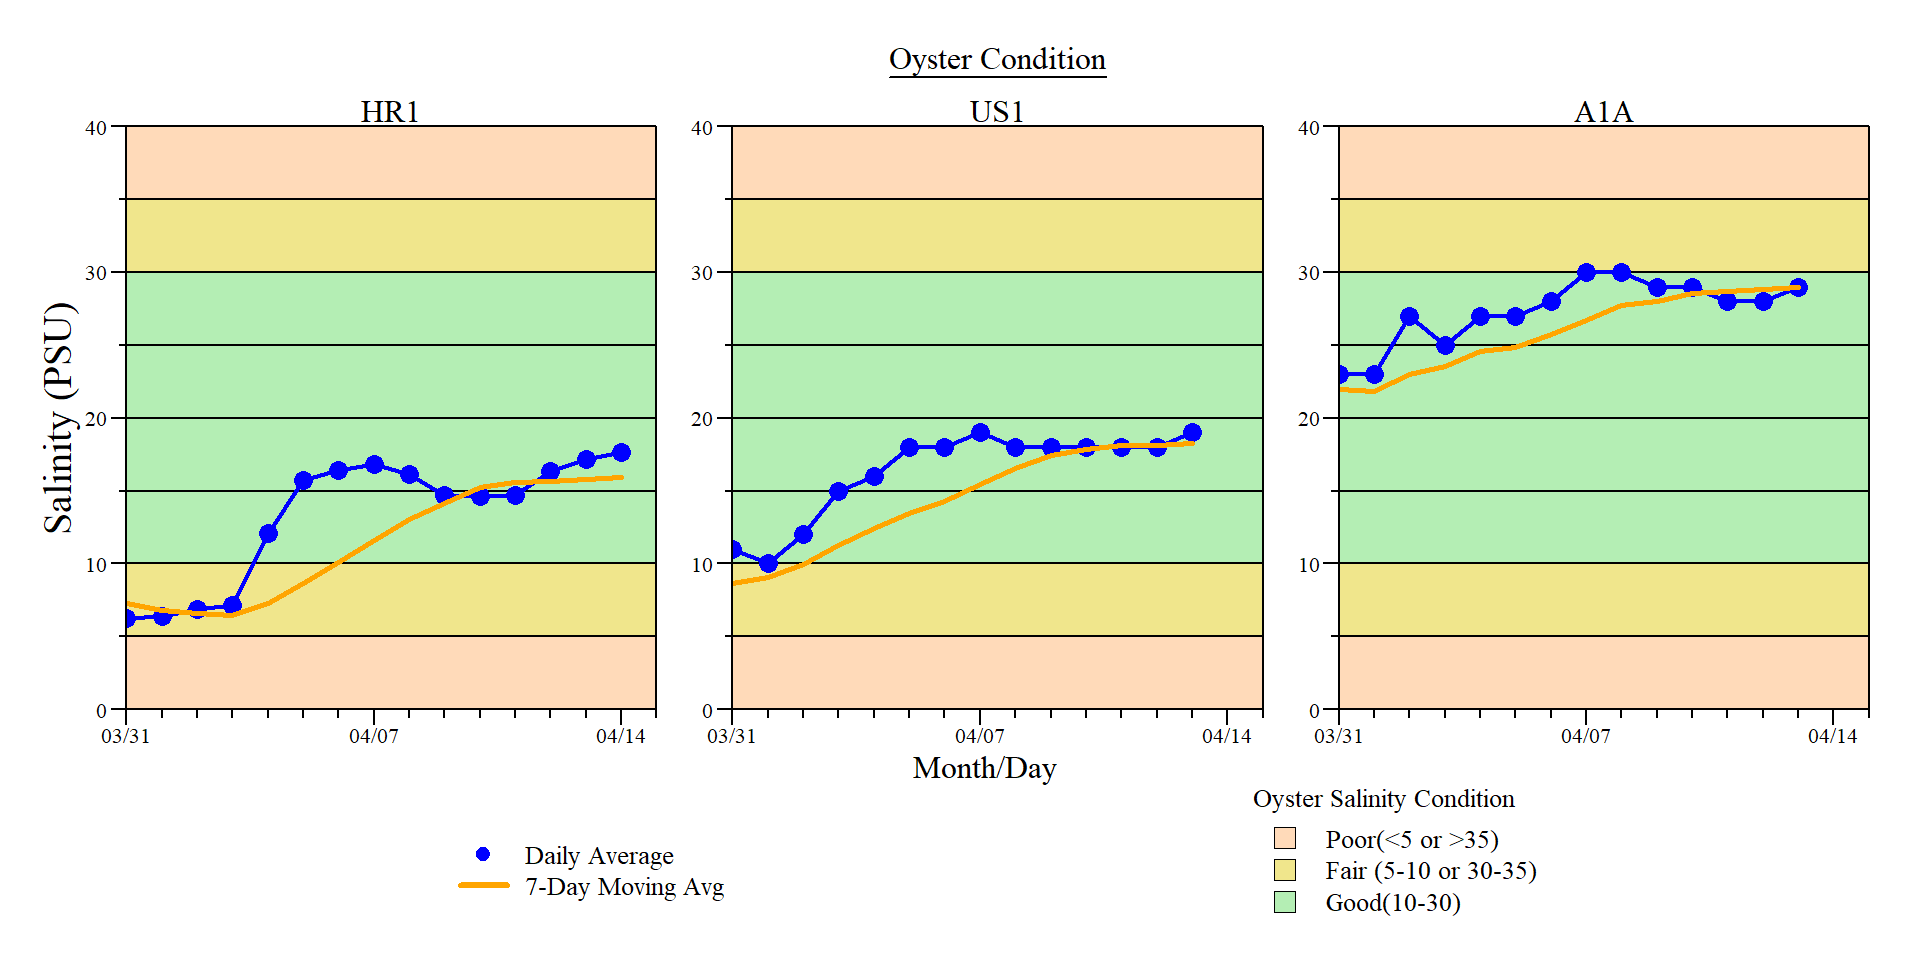 Oyster Condition
HR1
US1
A1A
Salinity (PSU)
40
30
20
10
0
03/31
04/07
04/14
40
30
20
10
0
03/31
04/07
04/14
40
30
20
10
0
03/31
04/07
04/14
Month/Day
Daily Average
7-Day Moving Avg
Oyster Salinity Condition
Poor(<5 or >35)
Fair (5-10 or 30-35)
Good(10-30)